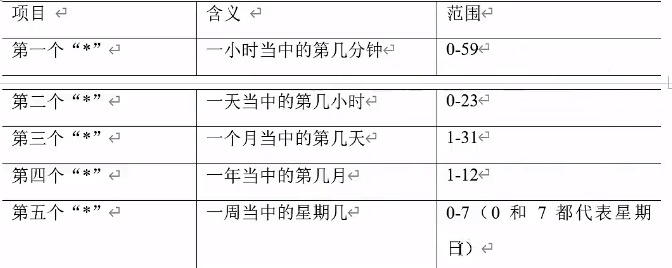 项目 含义 范围
第一个“*” 一小时当中的第几分钟 0-59
第二个“*” 一天当中的第几小时 0-23
第三个“*” 一个月当中的第几天 1-31
第四个“*” 一年当中的第几月 1-12
第五个“*” 一周当中的星期几 0-7（0 和 7 都代表星期
日）